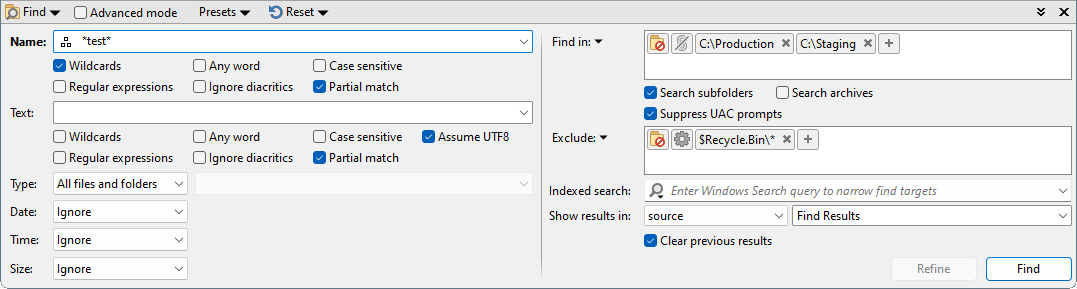 Find Advanced mode Presets Reset
Name: *test*
Wildcards Any word Case sensitive
Regular expressions Ignore diacritics Partial match
Text:
Wildcards Any word Case sensitive Assume UTF8
Regular expressions Ignore diacritics Partial match
Type: All files and folders
Date: Ignore
Time: Ignore
Size: Ignore
Find in: C:\Production C:\Staging
Search subfolders Search archives
Suppress UAC prompts
Exclude: $Recycle.Bin\*
Indexed search: Enter Windows Search query to narrow find targets
Show results in: source Find Results
Clear previous results
Refine Find